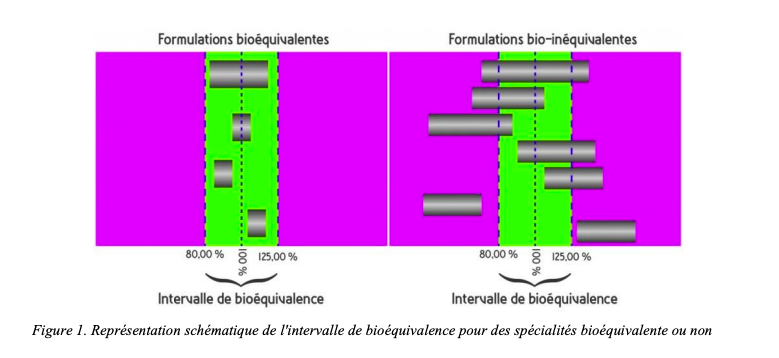 Formulations bioéquivalentes
Formulations bio-inéquivalentes
80,00 %
100 %
125,00 %
80,00 %
100 %
125,00 %
Intervalle de bioéquivalence
Intervalle de bioéquivalence
Figure 1. Représentation schématique de l'intervalle de bioéquivalence pour des spécialités bioéquivalente ou non